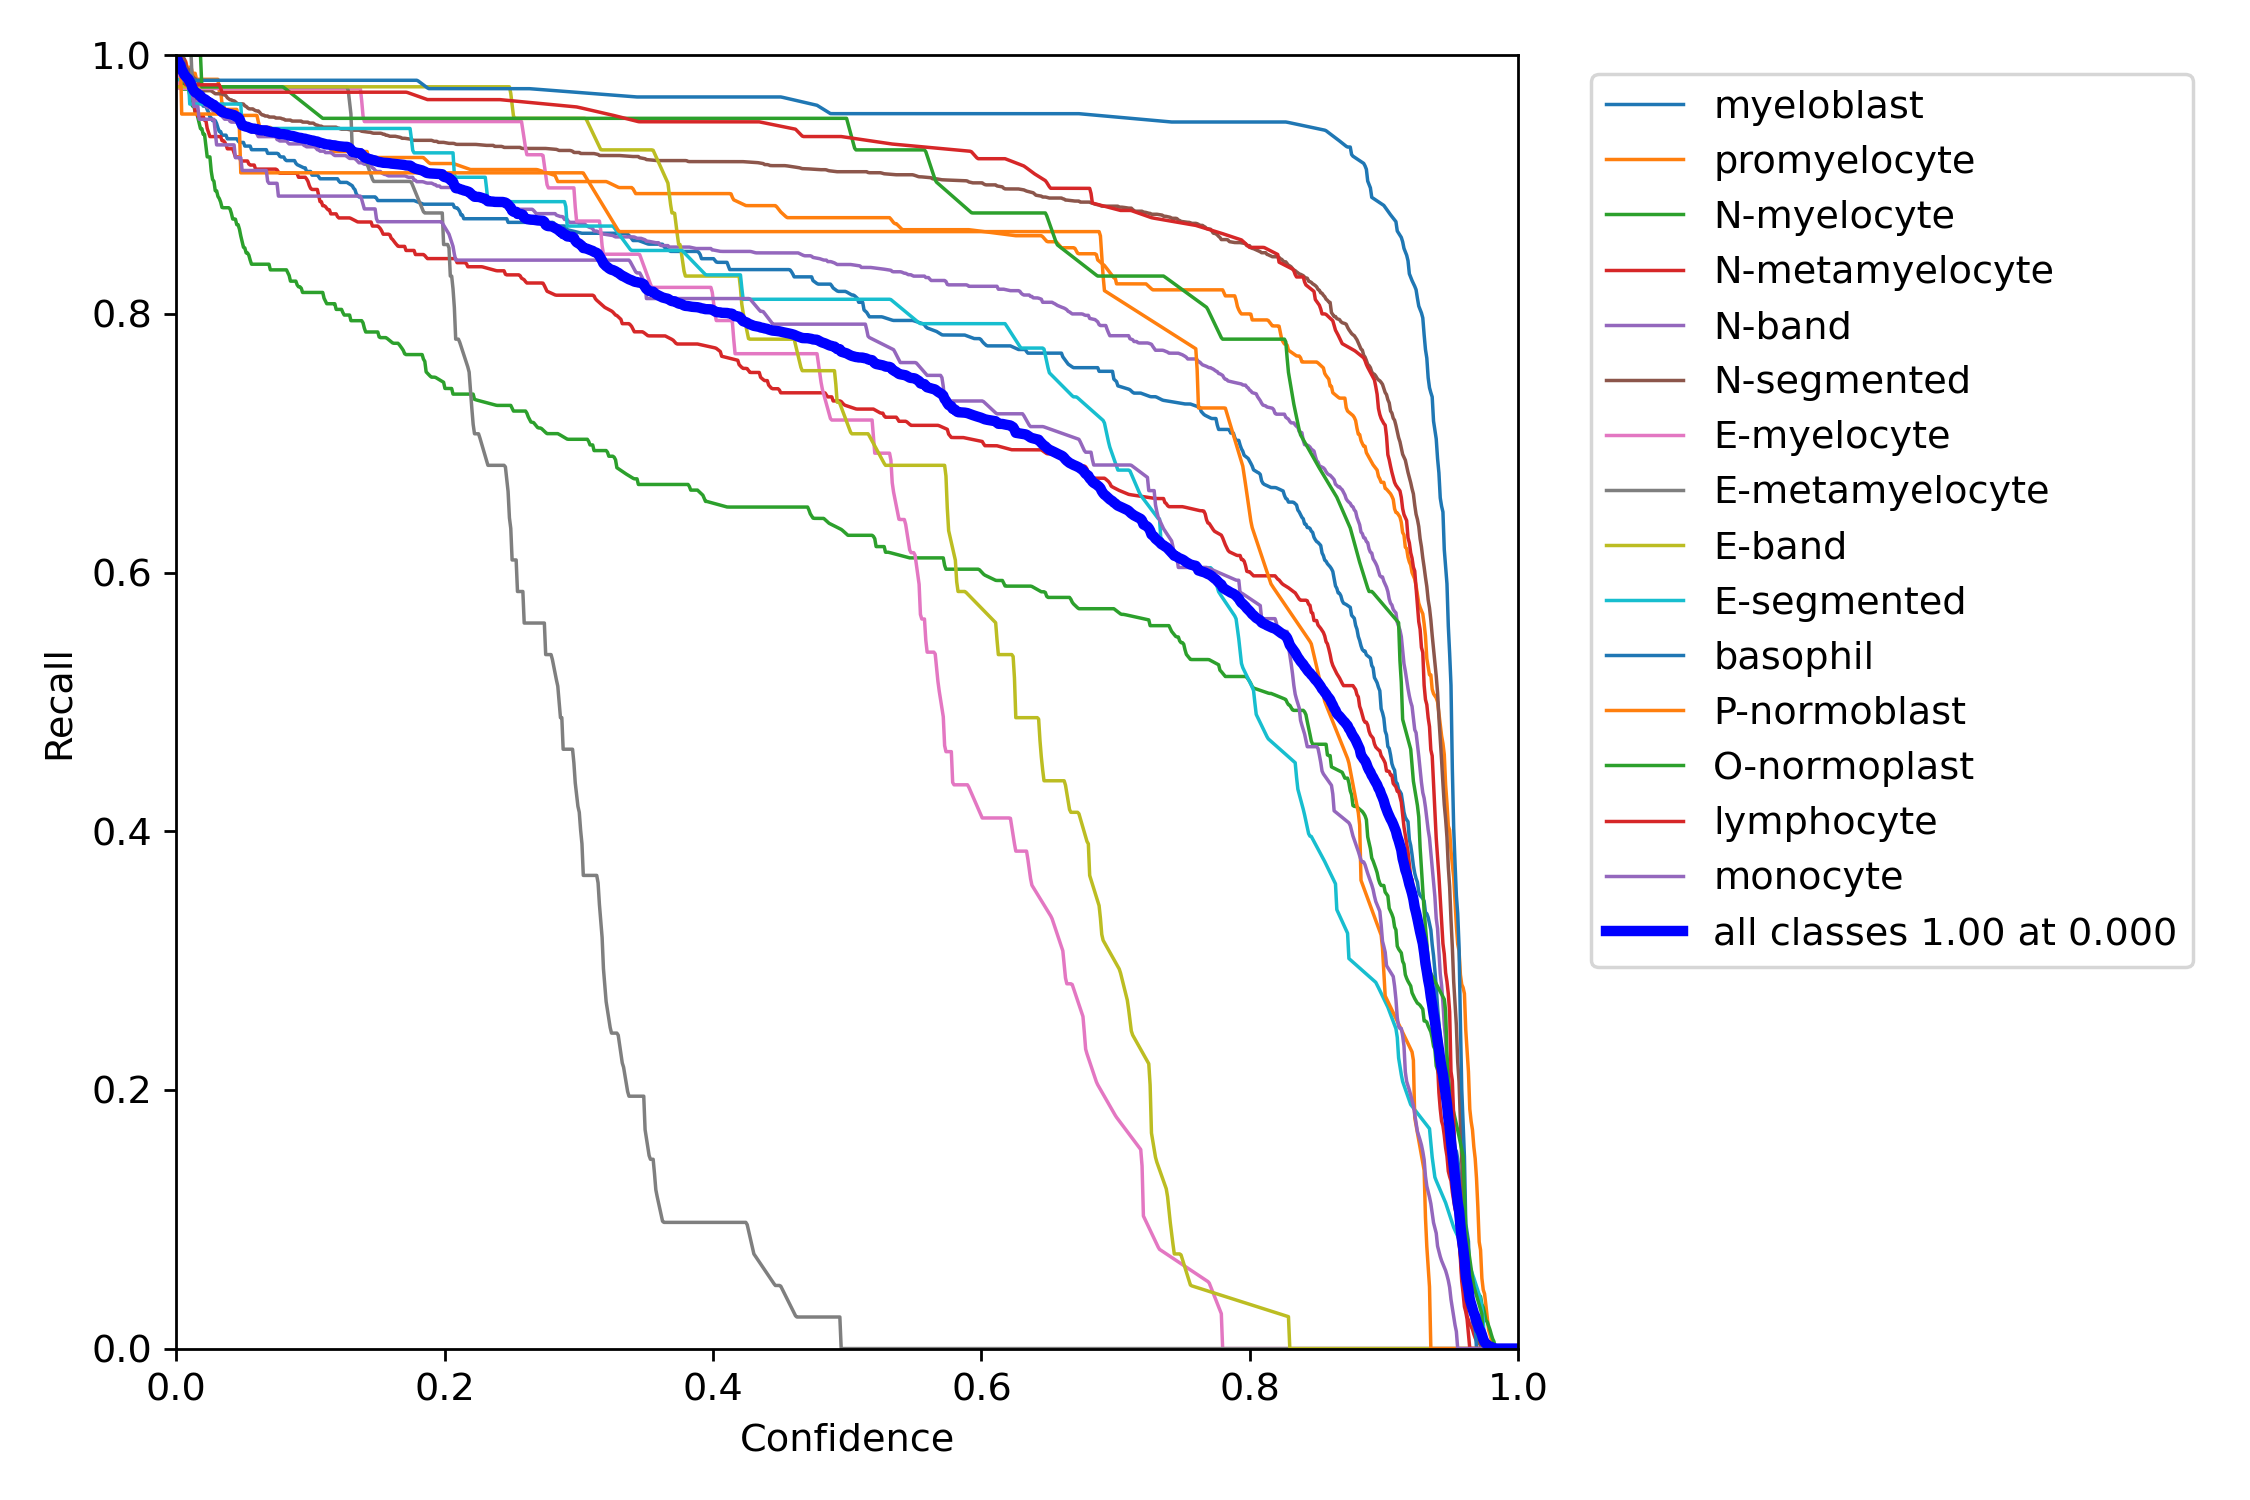 1.0
0.8
0.6
0.4
0.2
0.0
Recall
0.0 0.2 0.4 0.6 0.8 1.0
Confidence
myeloblast
promyelocyte
N-myelocyte
N-metamyelocyte
N-band
N-segmented
E-myelocyte
E-metamyelocyte
E-band
E-segmented
basophil
P-normoblast
O-normoplast
lymphocyte
monocyte
all classes 1.00 at 0.000